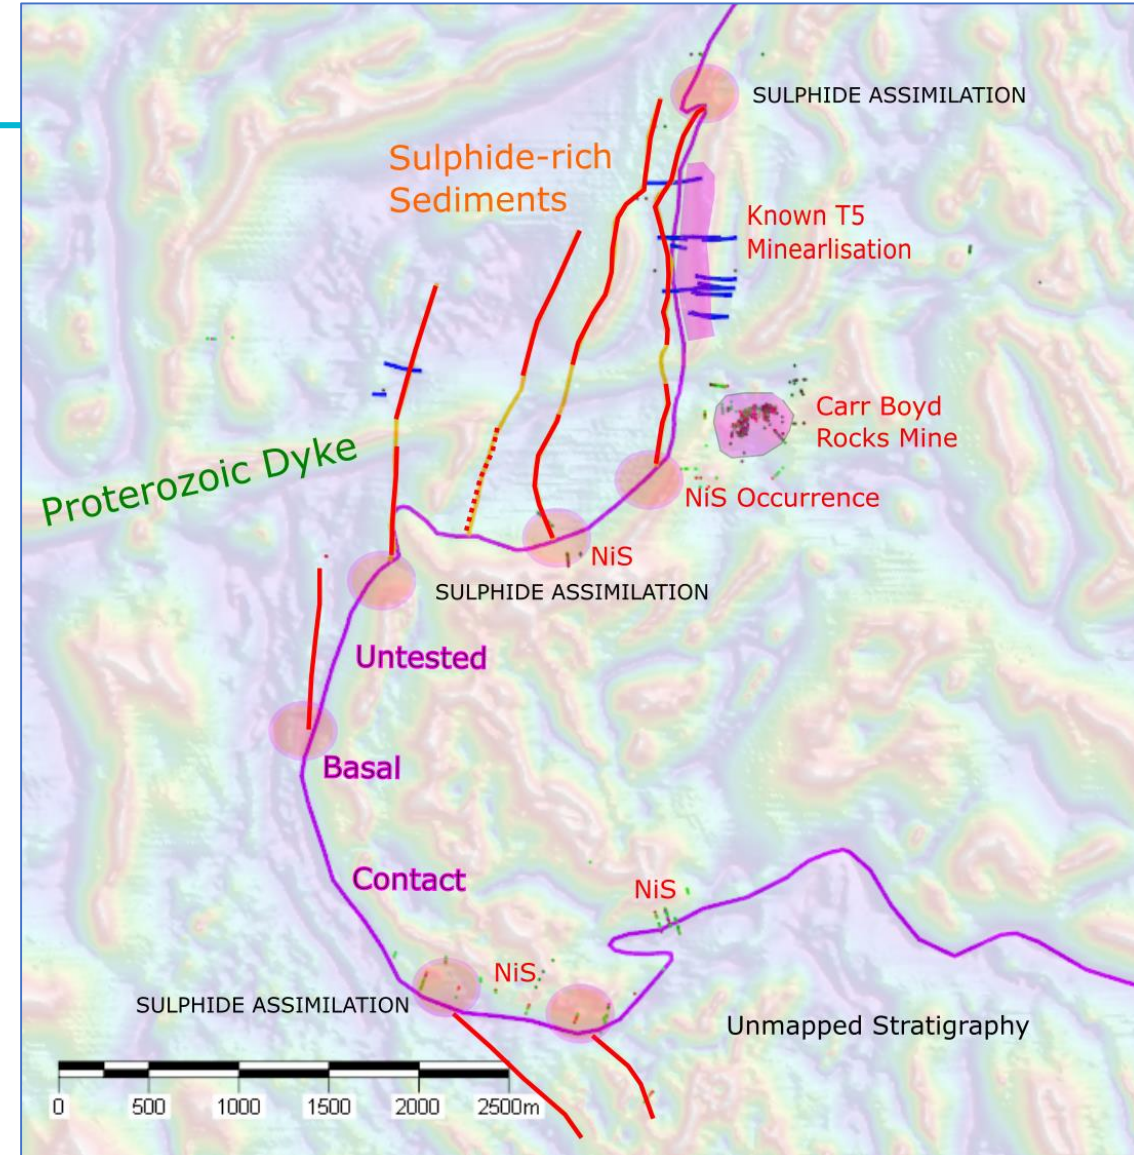 SULPHIDE ASSIMILATION
Sulphide-rich
Sediments
Known T5
Minearlisation
Carr Boyd
Rocks Mine
Proterozoic Dyke
NiS Occurrence
NiS
SULPHIDE ASSIMILATION
Untested
Basal
Contact
NiS
NiS
SULPHIDE ASSIMILATION
Unmapped Stratigraphy
0 500 1000 1500 2000 2500m